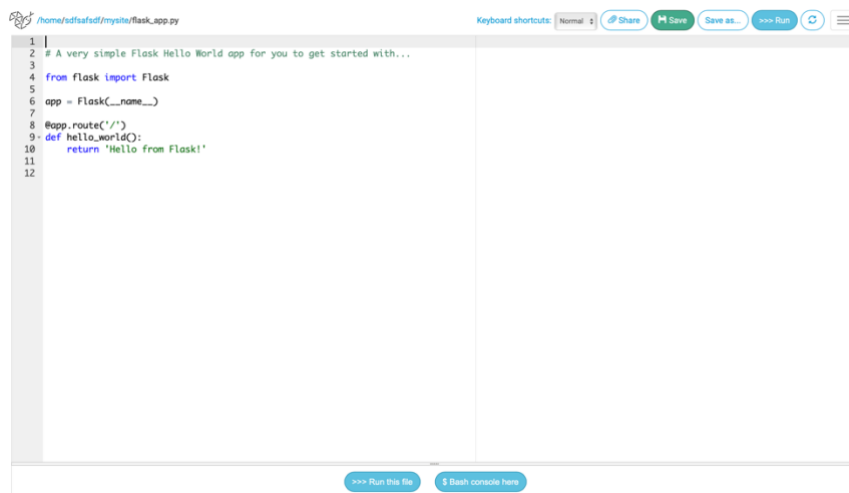 /home/sdfsafsdf/mysite/flask_app.py Keyboard shortcuts: Normal Share Save Save as... >>> Run
1
2 # A very simple Flask Hello World app for you to get started with...
3
4 from flask import Flask
5
6 app = Flask(__name__)
7
8 @app.route('/')
9 def hello_world():
10     return 'Hello from Flask!'
11
12
>>> Run this file $ Bash console here